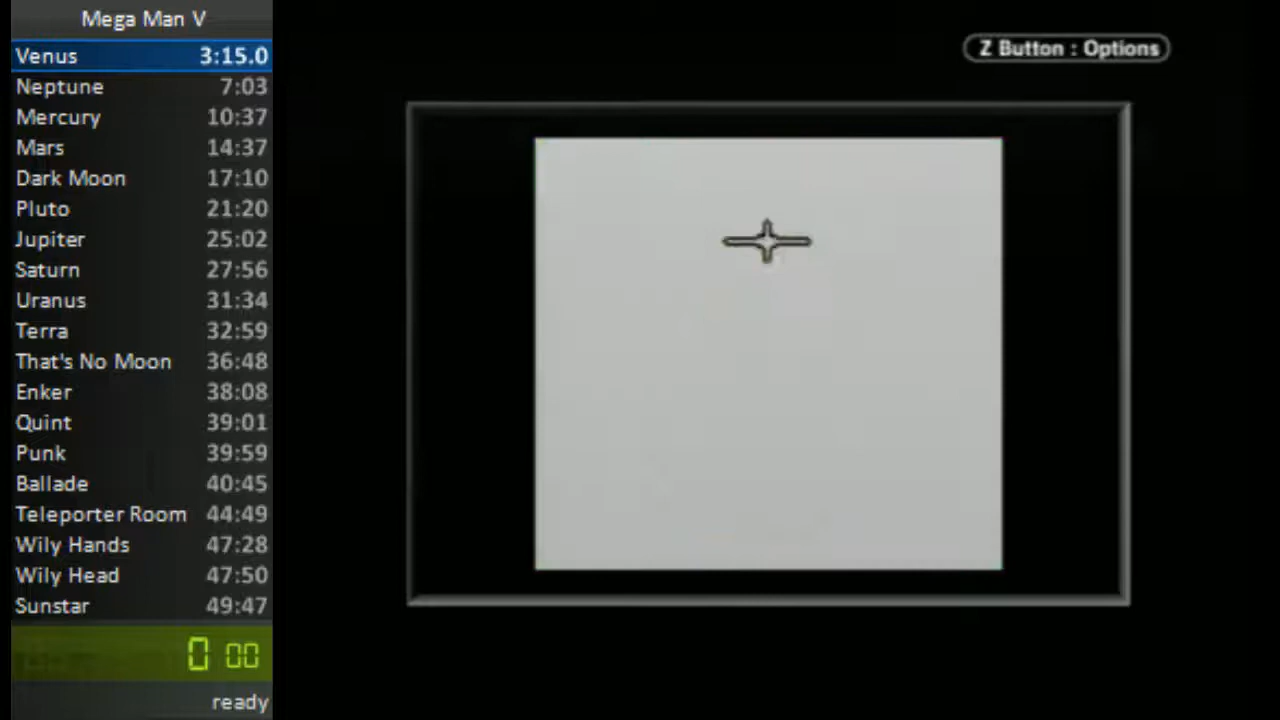 Mega Man V
Z Button : Options
Venus 3:15.0
Neptune 7:03
Mercury 10:37
Mars 14:37
Dark Moon 17:10
Pluto 21:20
Jupiter 25:02
Saturn 27:56
Uranus 31:34
Terra 32:59
That's No Moon 36:48
Enker 38:08
Quint 39:01
Punk 39:59
Ballade 40:45
Teleporter Room 44:49
Wily Hands 47:28
Wily Head 47:50
Sunstar 49:47
0 00
ready